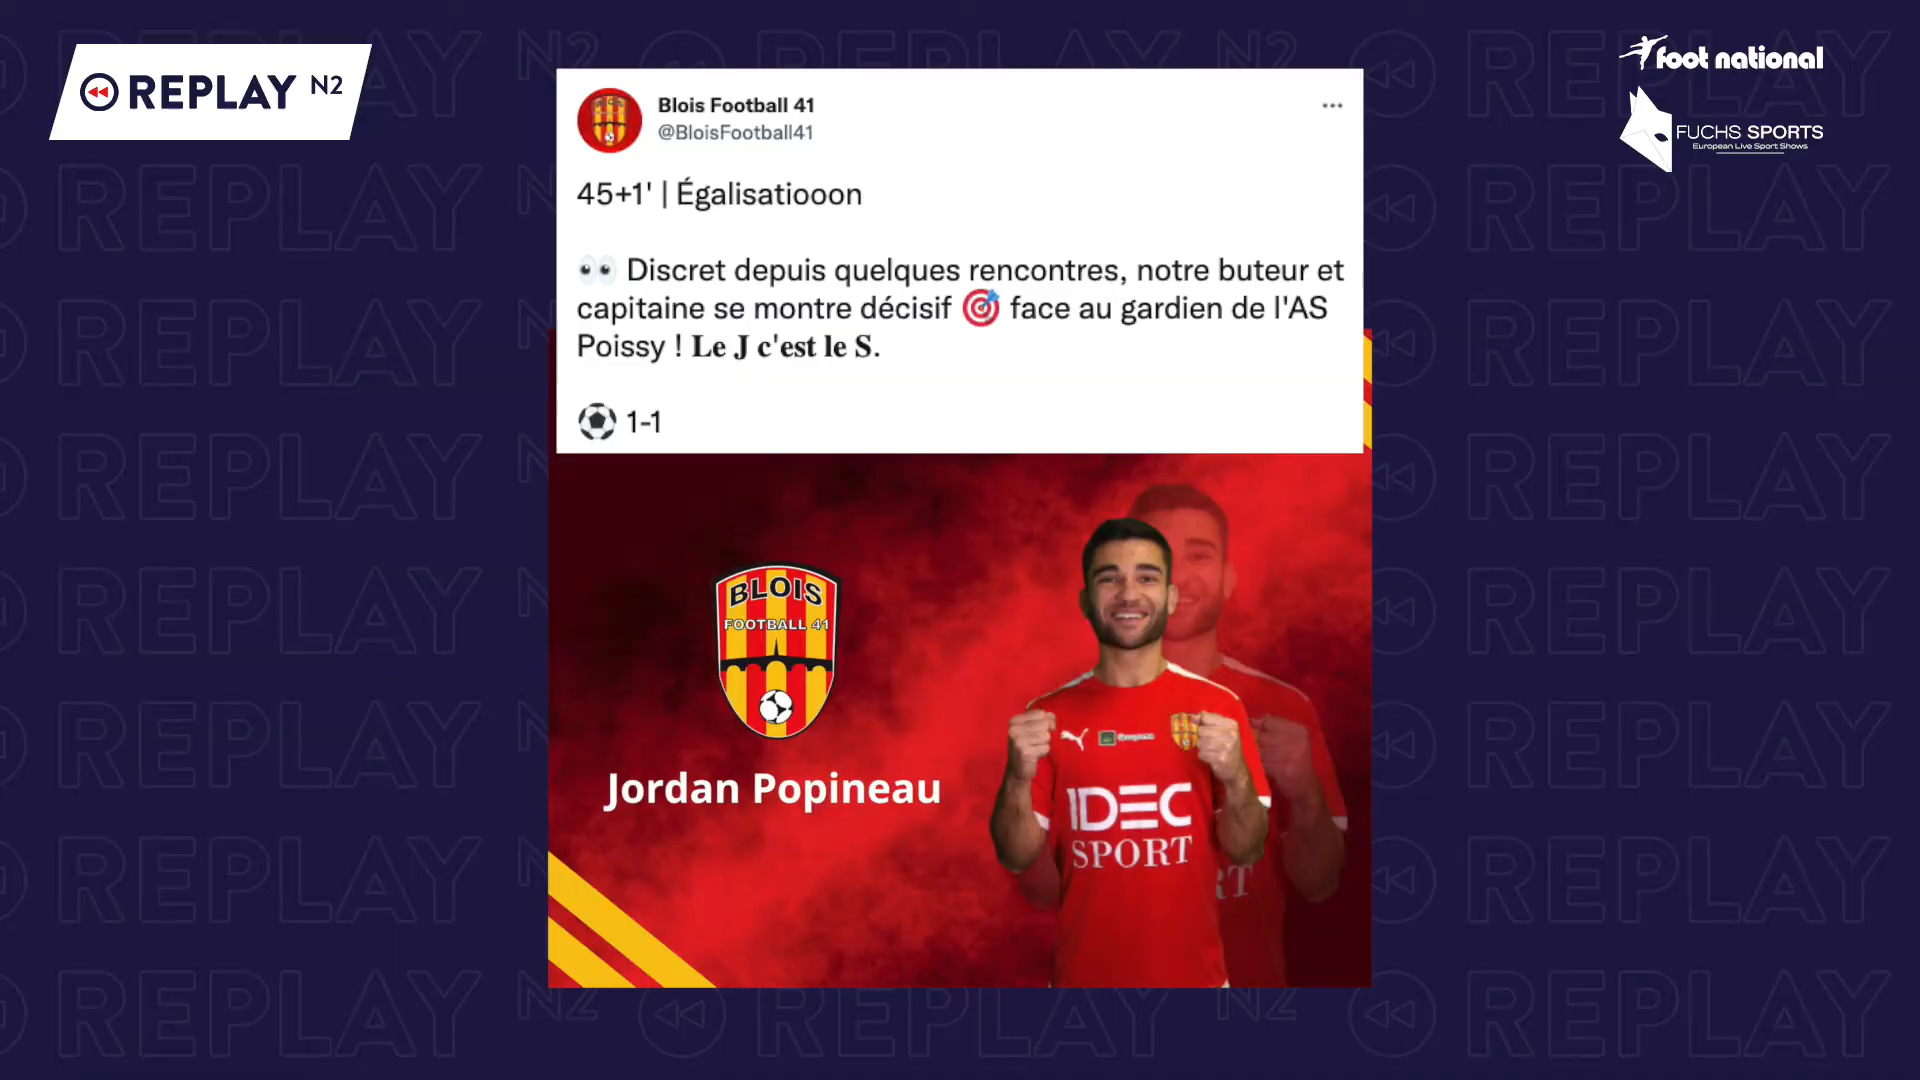 REPLAY N2
foot national
FUCHS SPORTS
European Live Sport Shows
Blois Football 41
@BloisFootball41
45+1' | Égalisatiooon
👀 Discret depuis quelques rencontres, notre buteur et
capitaine se montre décisif 🎯 face au gardien de l'AS
Poissy ! 𝐋𝐞 𝐉 𝐜'𝐞𝐬𝐭 𝐥𝐞 𝐒.
⚽ 1-1
BLOIS
FOOTBALL 41
Jordan Popineau
IDEC
SPORT